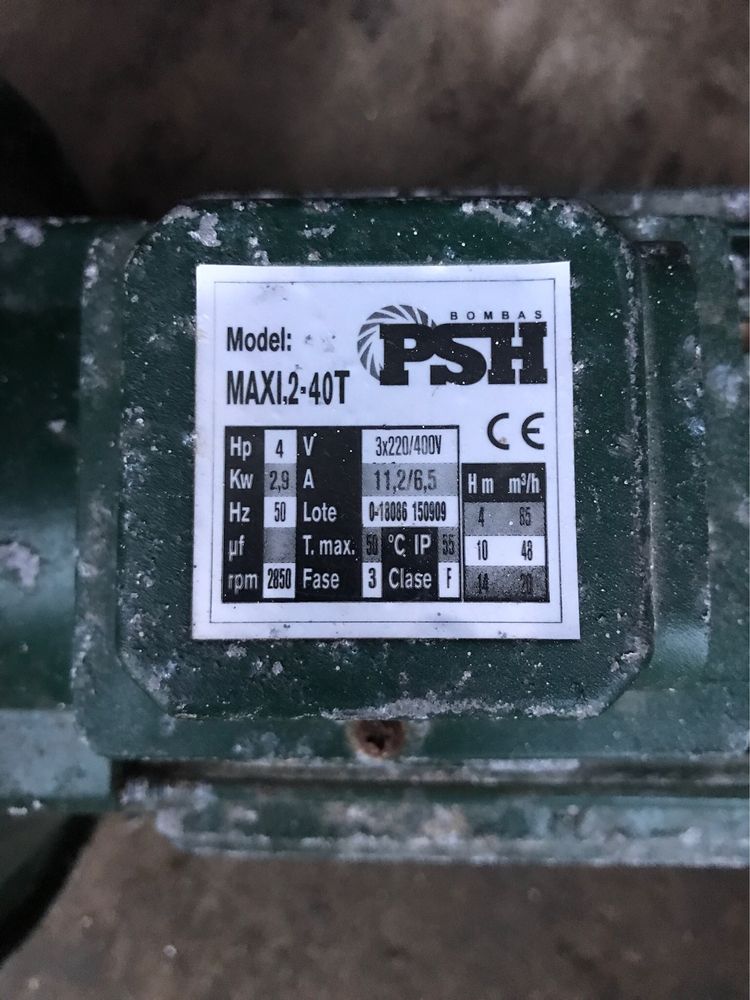 BOMBAS
PSH
Model:
MAXI,2-40T
CE
Hp 4 V 3x220/400V
Kw 2,9 A 11,2/6,5
Hz 50 Lote 0-18086 150909
µf T. max. 50 °C IP 55
rpm 2850 Fase 3 Clase F
H m m³/h
4 65
10 48
14 20